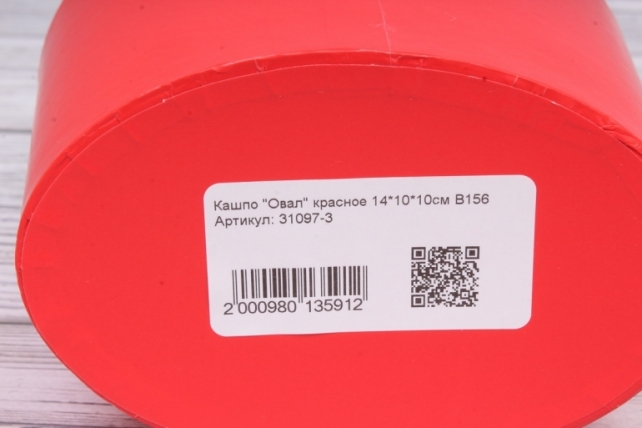 Кашпо "Овал" красное 14*10*10см B156
Артикул: 31097-3
2 000980 135912